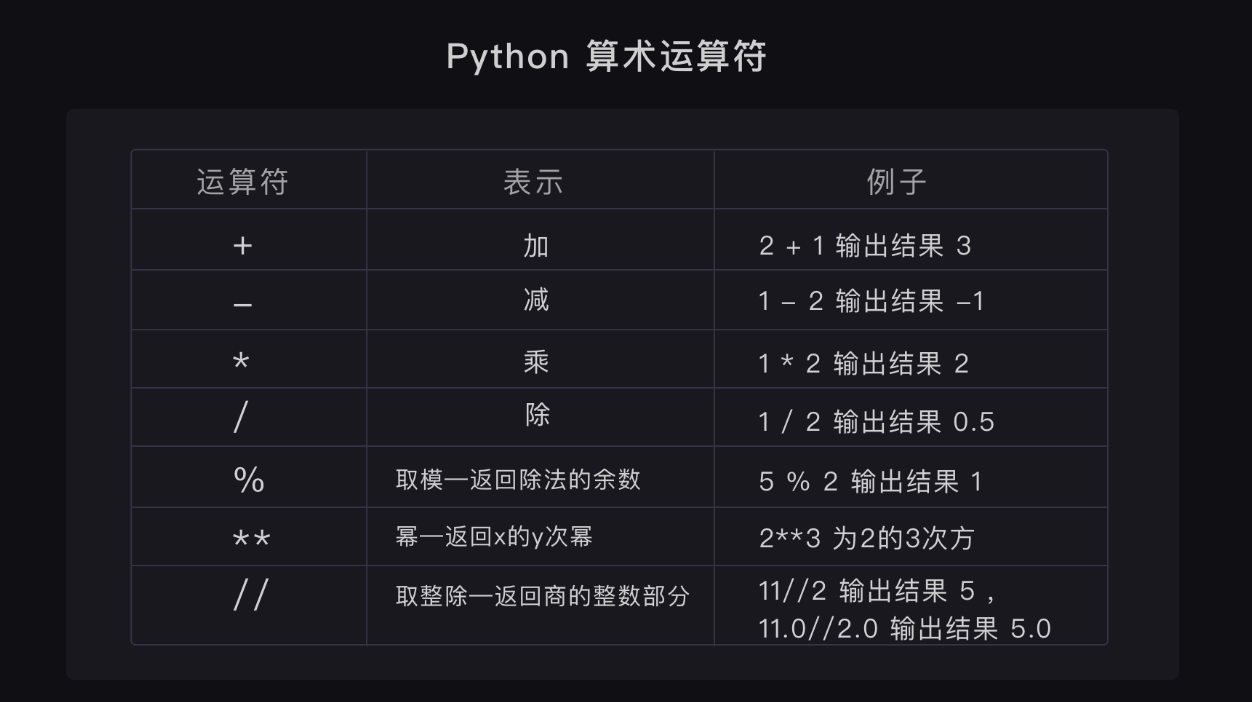 Python 算术运算符
运算符 表示 例子
+ 加 2 + 1 输出结果 3
– 减 1 – 2 输出结果 –1
* 乘 1 * 2 输出结果 2
/ 除 1 / 2 输出结果 0.5
% 取模—返回除法的余数 5 % 2 输出结果 1
** 幂—返回x的y次幂 2**3 为2的3次方
// 取整除—返回商的整数部分 11//2 输出结果 5 ,
11.0//2.0 输出结果 5.0